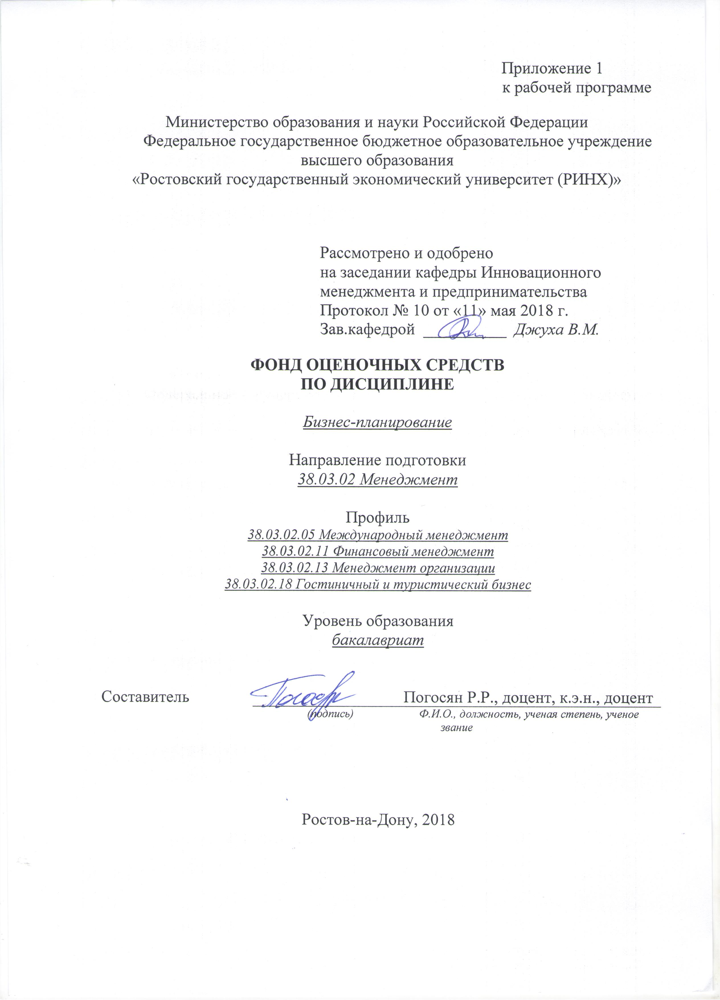 Приложение 1
к рабочей программе
Министерство образования и науки Российской Федерации
Федеральное государственное бюджетное образовательное учреждение
высшего образования
«Ростовский государственный экономический университет (РИНХ)»
Рассмотрено и одобрено
на заседании кафедры Инновационного
менеджмента и предпринимательства
Протокол № 10 от «11» мая 2018 г.
Зав.кафедрой __________ Джуха В.М.
ФОНД ОЦЕНОЧНЫХ СРЕДСТВ
ПО ДИСЦИПЛИНЕ
Бизнес-планирование
Направление подготовки
38.03.02 Менеджмент
Профиль
38.03.02.05 Международный менеджмент
38.03.02.11 Финансовый менеджмент
38.03.02.13 Менеджмент организации
38.03.02.18 Гостиничный и туристический бизнес
Уровень образования
бакалавриат
Составитель Погосян Р.Р., доцент, к.э.н., доцент
(подпись) Ф.И.О., должность, ученая степень, ученое
звание
Ростов-на-Дону, 2018